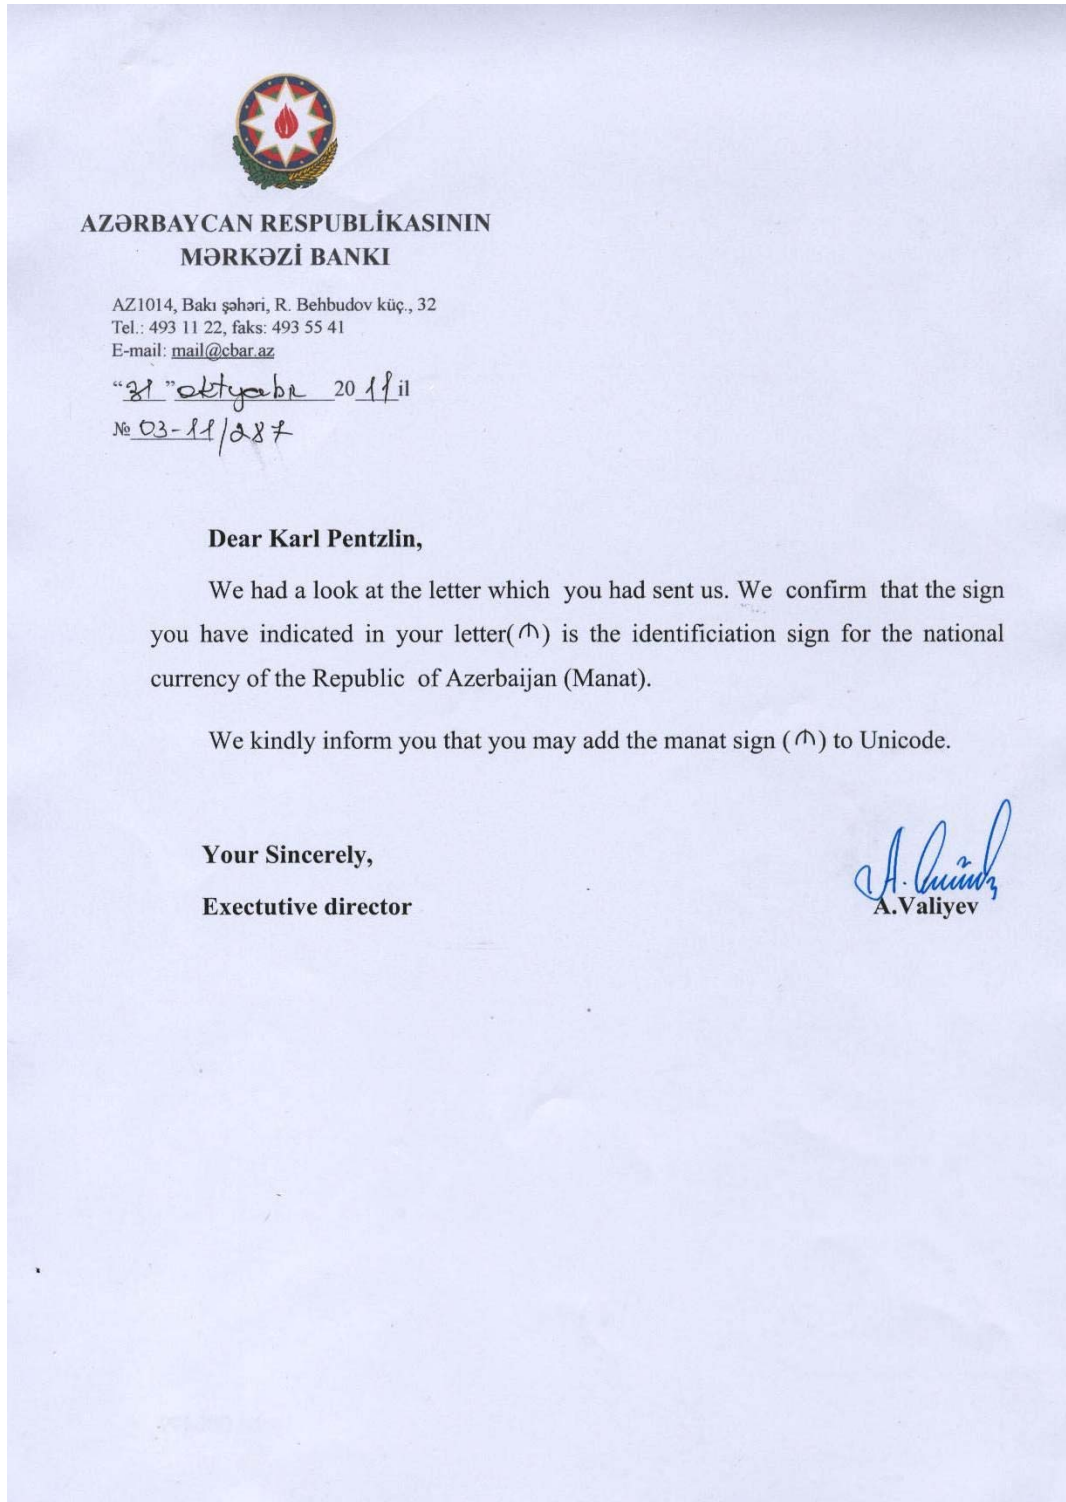 AZƏRBAYCAN RESPUBLİKASININ
MƏRKƏZİ BANKI
AZ1014, Bakı şəhəri, R. Behbudov küç., 32
Tel.: 493 11 22, faks: 493 55 41
E-mail: mail@cbar.az
“31” oktyabr 2011 il
№ 03-11/287
Dear Karl Pentzlin,
We had a look at the letter which you had sent us. We confirm that the sign
you have indicated in your letter(₼) is the identificiation sign for the national
currency of the Republic of Azerbaijan (Manat).
We kindly inform you that you may add the manat sign (₼) to Unicode.
Your Sincerely,
Exectutive director
A.Valiyev